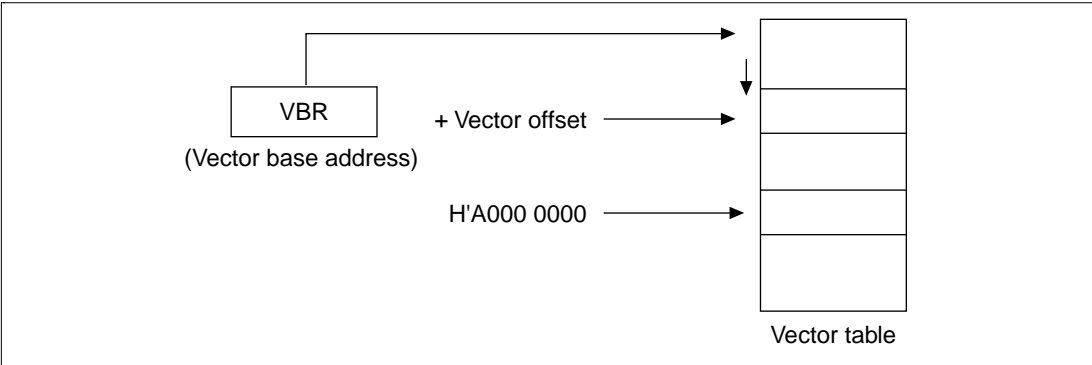 VBR
(Vector base address)
+ Vector offset
H'A000 0000
Vector table